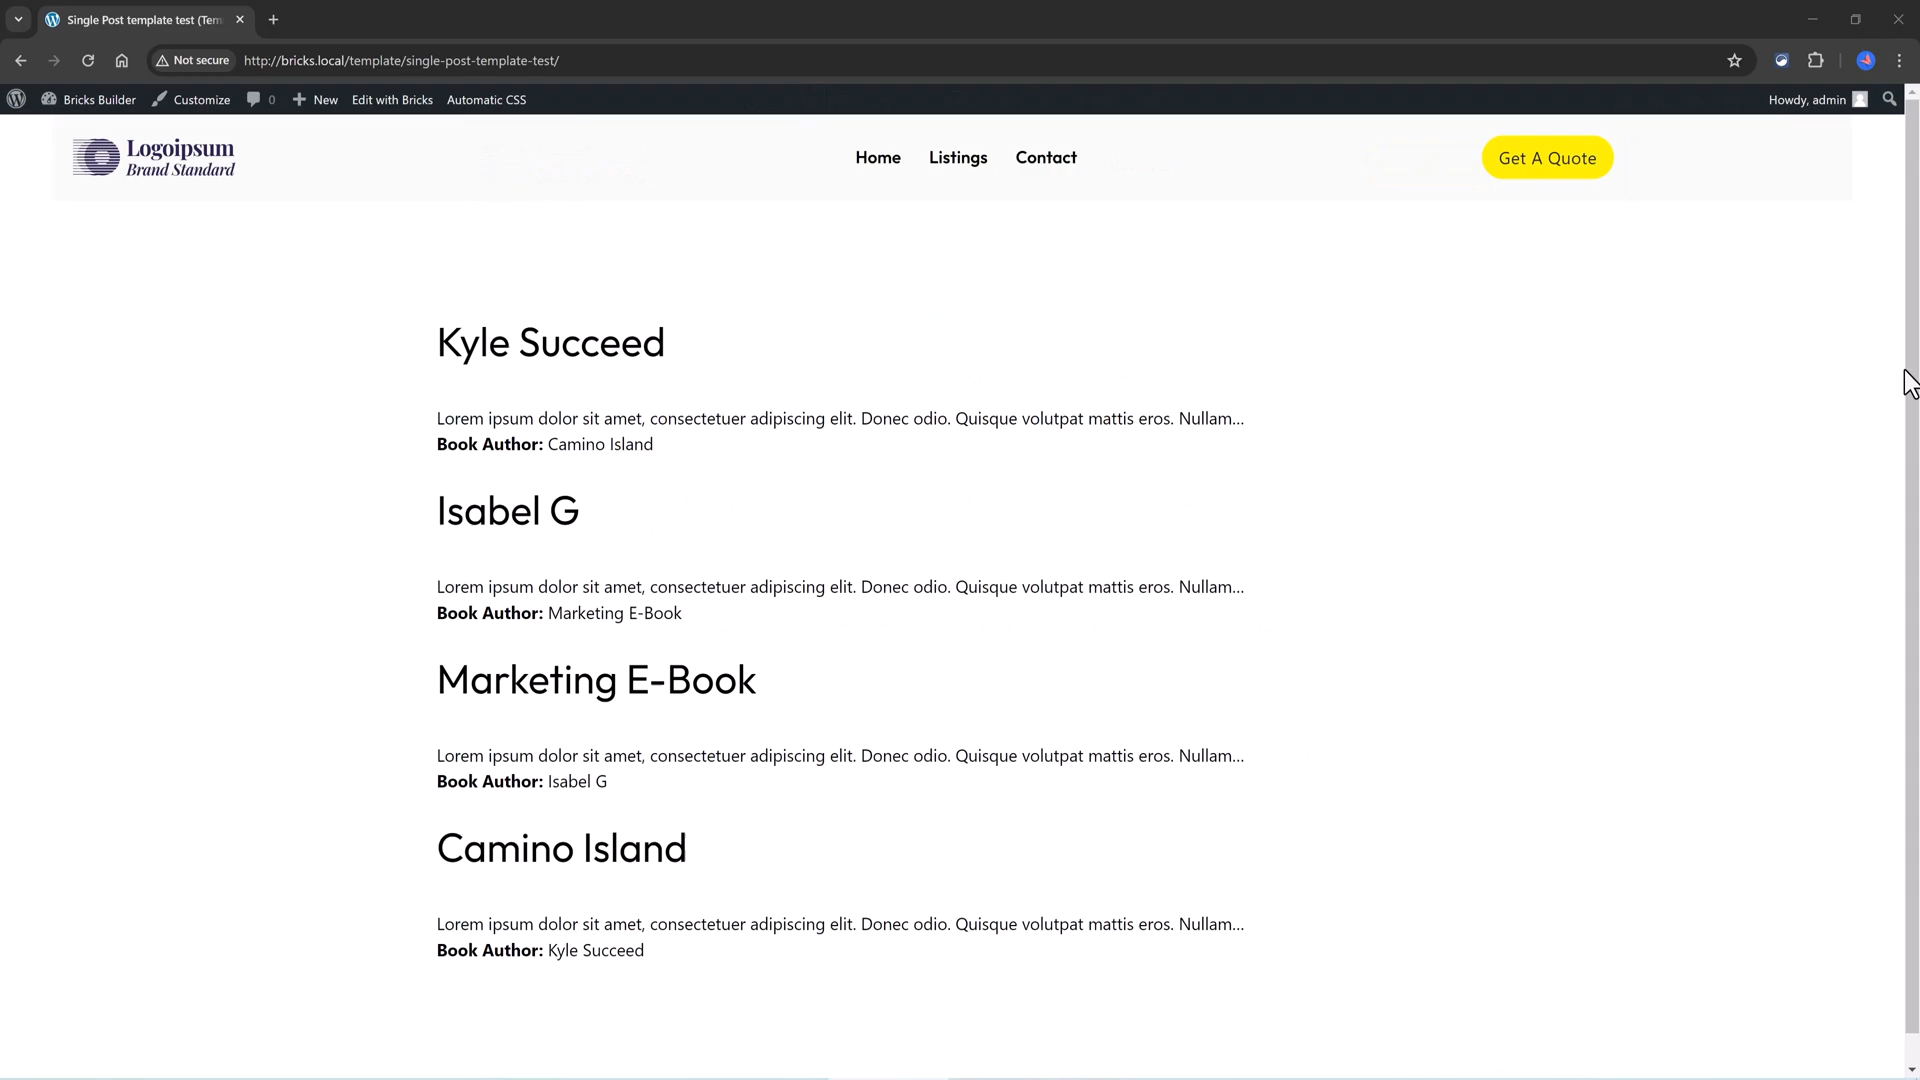 Single Post template test (Tem
Not secure
http://bricks.local/template/single-post-template-test/
Bricks Builder
Customize
0
New
Edit with Bricks
Automatic CSS
Howdy, admin
Logoipsum
Brand Standard
Home
Listings
Contact
Get A Quote
Kyle Succeed
Lorem ipsum dolor sit amet, consectetuer adipiscing elit. Donec odio. Quisque volutpat mattis eros. Nullam...
Book Author: Camino Island
Isabel G
Lorem ipsum dolor sit amet, consectetuer adipiscing elit. Donec odio. Quisque volutpat mattis eros. Nullam...
Book Author: Marketing E-Book
Marketing E-Book
Lorem ipsum dolor sit amet, consectetuer adipiscing elit. Donec odio. Quisque volutpat mattis eros. Nullam...
Book Author: Isabel G
Camino Island
Lorem ipsum dolor sit amet, consectetuer adipiscing elit. Donec odio. Quisque volutpat mattis eros. Nullam...
Book Author: Kyle Succeed